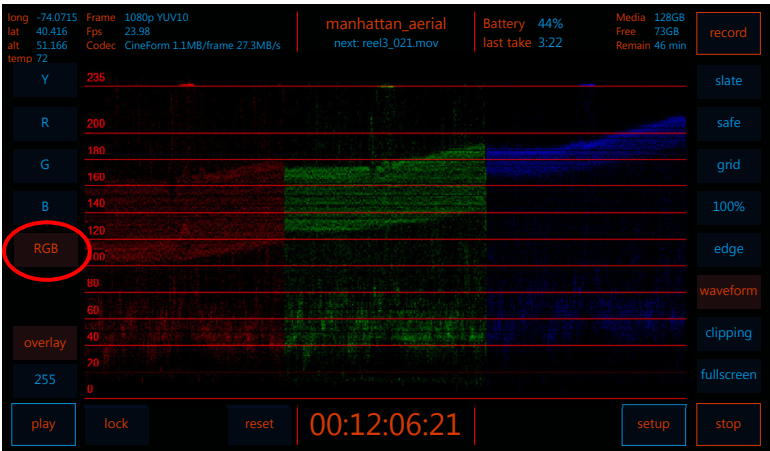 long -74.0715
lat 40.416
alt 51.166
temp 72
Frame 1080p YUV10
Fps 23.98
Codec CineForm 1.1MB/frame 27.3MB/s
manhattan_aerial
next: reel3_021.mov
Battery 44%
last take 3:22
Media 128GB
Free 73GB
Remain 46 min
record
Y
R
G
B
RGB
overlay
255
235
200
180
160
140
120
100
80
60
40
20
0
slate
safe
grid
100%
edge
waveform
clipping
fullscreen
play
lock
reset
00:12:06:21
setup
stop